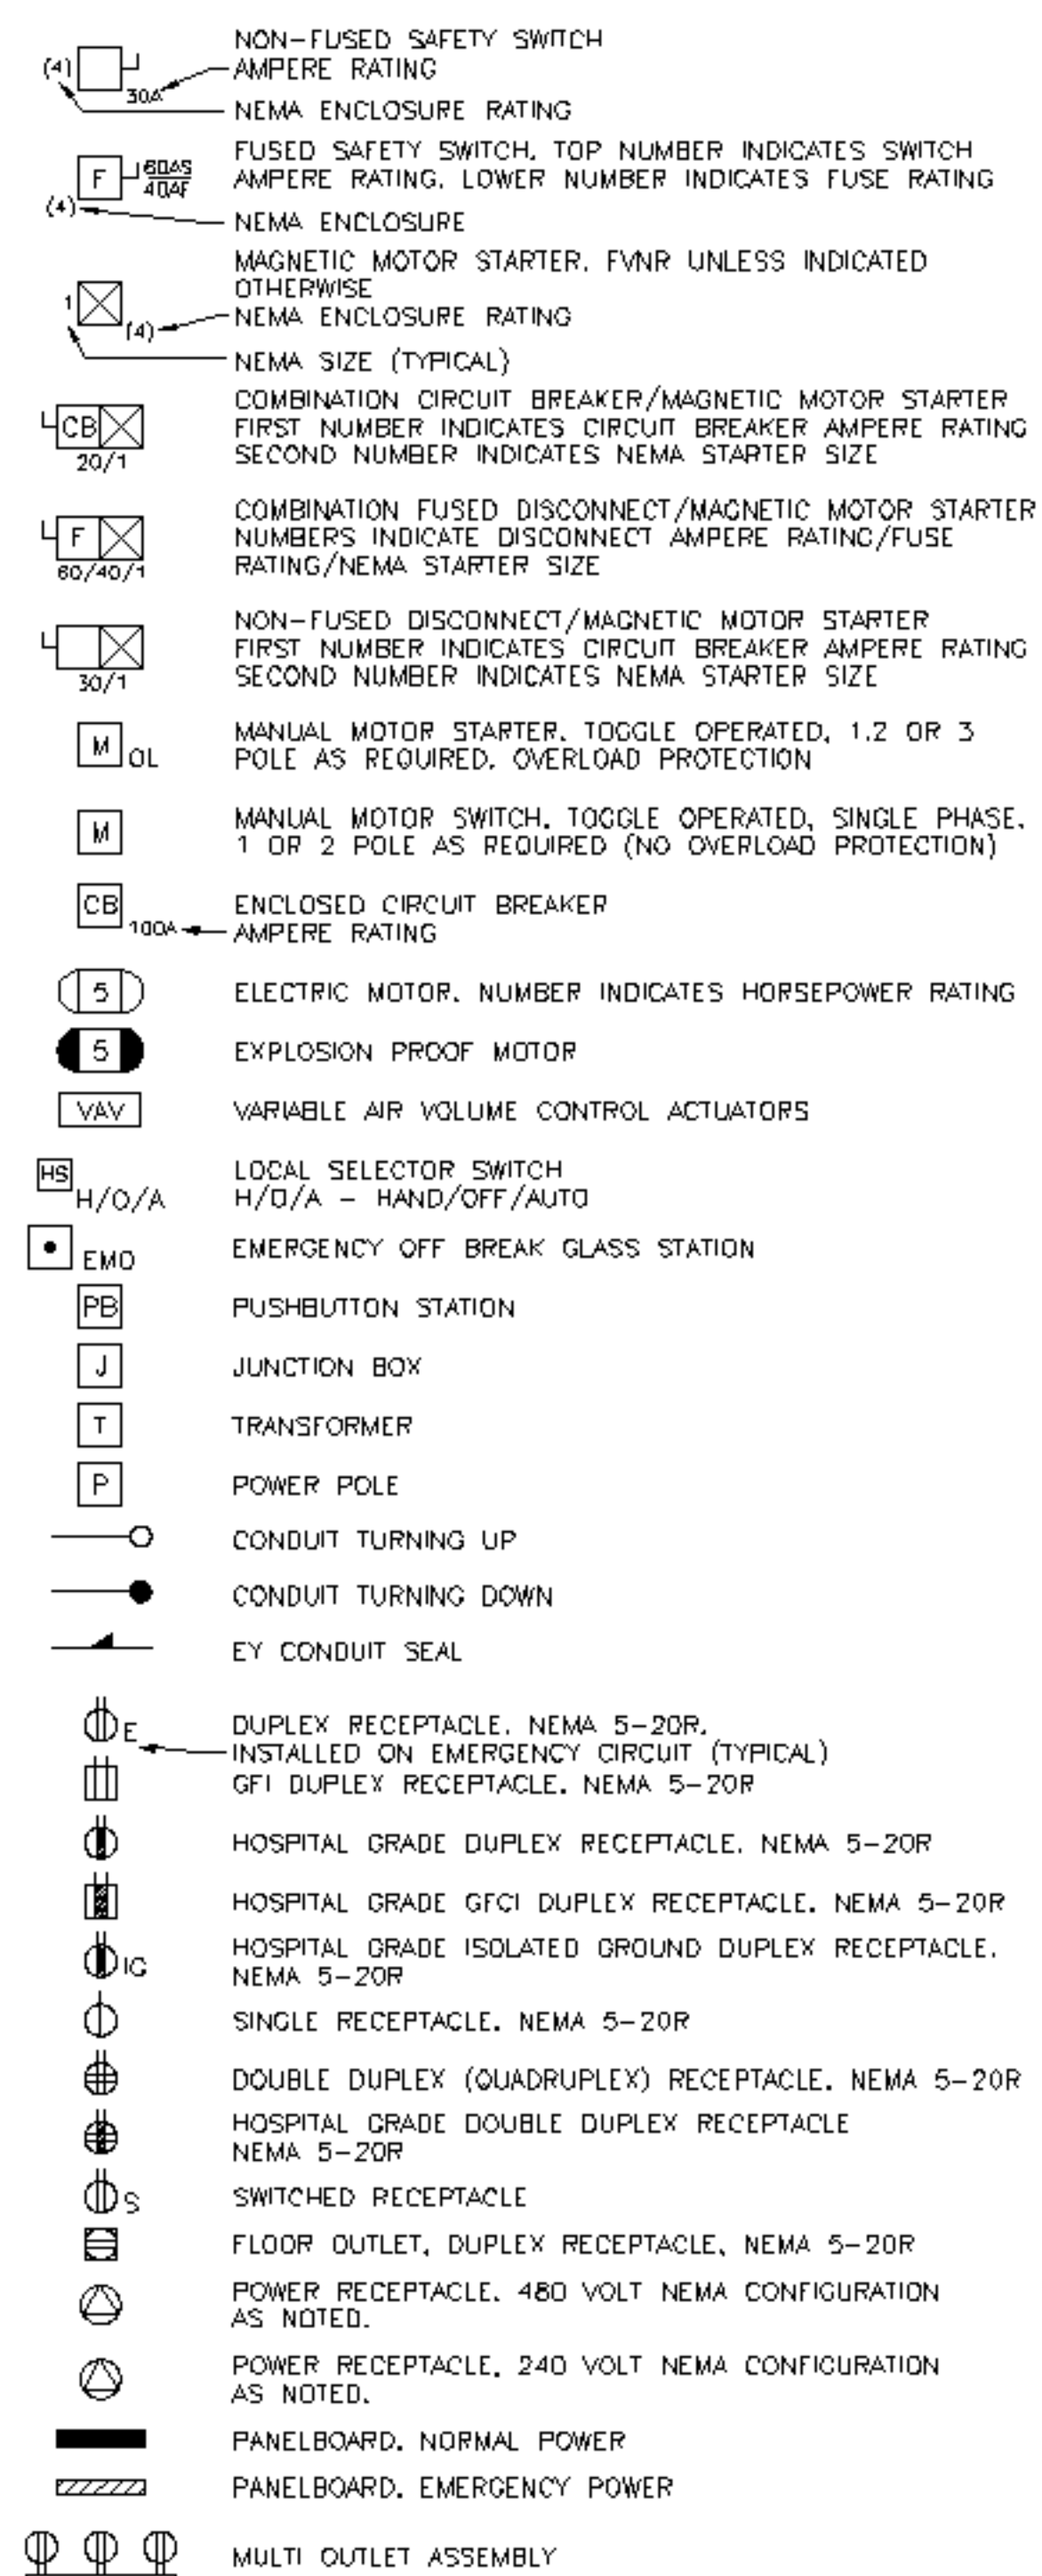 NON-FUSED SAFETY SWITCH
(4) 30A AMPERE RATING
NEMA ENCLOSURE RATING
FUSED SAFETY SWITCH. TOP NUMBER INDICATES SWITCH
F 60AS 40AF AMPERE RATING. LOWER NUMBER INDICATES FUSE RATING
(4) NEMA ENCLOSURE
MAGNETIC MOTOR STARTER. FVNR UNLESS INDICATED
OTHERWISE
1 (4) NEMA ENCLOSURE RATING
NEMA SIZE (TYPICAL)
COMBINATION CIRCUIT BREAKER/MAGNETIC MOTOR STARTER
CB FIRST NUMBER INDICATES CIRCUIT BREAKER AMPERE RATING
20/1 SECOND NUMBER INDICATES NEMA STARTER SIZE
COMBINATION FUSED DISCONNECT/MAGNETIC MOTOR STARTER
F NUMBERS INDICATE DISCONNECT AMPERE RATING/FUSE
60/40/1 RATING/NEMA STARTER SIZE
NON-FUSED DISCONNECT/MAGNETIC MOTOR STARTER
FIRST NUMBER INDICATES CIRCUIT BREAKER AMPERE RATING
30/1 SECOND NUMBER INDICATES NEMA STARTER SIZE
M OL MANUAL MOTOR STARTER. TOGGLE OPERATED, 1.2 OR 3
POLE AS REQUIRED. OVERLOAD PROTECTION
M MANUAL MOTOR SWITCH. TOGGLE OPERATED, SINGLE PHASE.
1 OR 2 POLE AS REQUIRED (NO OVERLOAD PROTECTION)
CB ENCLOSED CIRCUIT BREAKER
100A AMPERE RATING
5 ELECTRIC MOTOR. NUMBER INDICATES HORSEPOWER RATING
5 EXPLOSION PROOF MOTOR
VAV VARIABLE AIR VOLUME CONTROL ACTUATORS
HS LOCAL SELECTOR SWITCH
H/O/A H/O/A - HAND/OFF/AUTO
EMO EMERGENCY OFF BREAK GLASS STATION
PB PUSHBUTTON STATION
J JUNCTION BOX
T TRANSFORMER
P POWER POLE
CONDUIT TURNING UP
CONDUIT TURNING DOWN
EY CONDUIT SEAL
E DUPLEX RECEPTACLE. NEMA 5-20R.
INSTALLED ON EMERGENCY CIRCUIT (TYPICAL)
GFI DUPLEX RECEPTACLE. NEMA 5-20R
HOSPITAL GRADE DUPLEX RECEPTACLE. NEMA 5-20R
HOSPITAL GRADE GFCI DUPLEX RECEPTACLE. NEMA 5-20R
IG HOSPITAL GRADE ISOLATED GROUND DUPLEX RECEPTACLE.
NEMA 5-20R
SINGLE RECEPTACLE. NEMA 5-20R
DOUBLE DUPLEX (QUADRUPLEX) RECEPTACLE. NEMA 5-20R
HOSPITAL GRADE DOUBLE DUPLEX RECEPTACLE
NEMA 5-20R
S SWITCHED RECEPTACLE
FLOOR OUTLET, DUPLEX RECEPTACLE, NEMA 5-20R
POWER RECEPTACLE. 480 VOLT NEMA CONFIGURATION
AS NOTED.
POWER RECEPTACLE, 240 VOLT NEMA CONFIGURATION
AS NOTED.
PANELBOARD. NORMAL POWER
PANELBOARD. EMERGENCY POWER
MULTI OUTLET ASSEMBLY